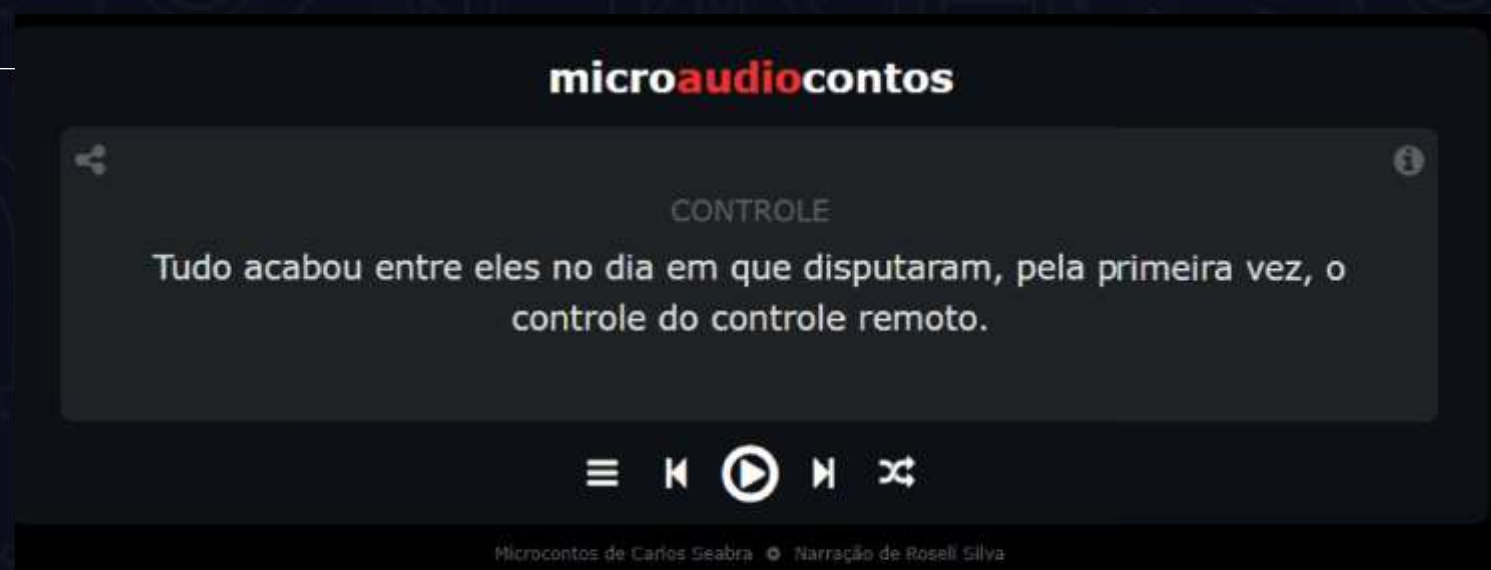 microaudiocontos
CONTROLE
Tudo acabou entre eles no dia em que disputaram, pela primeira vez, o
controle do controle remoto.
Microcontos de Carlos Seabra Narração de Roseli Silva